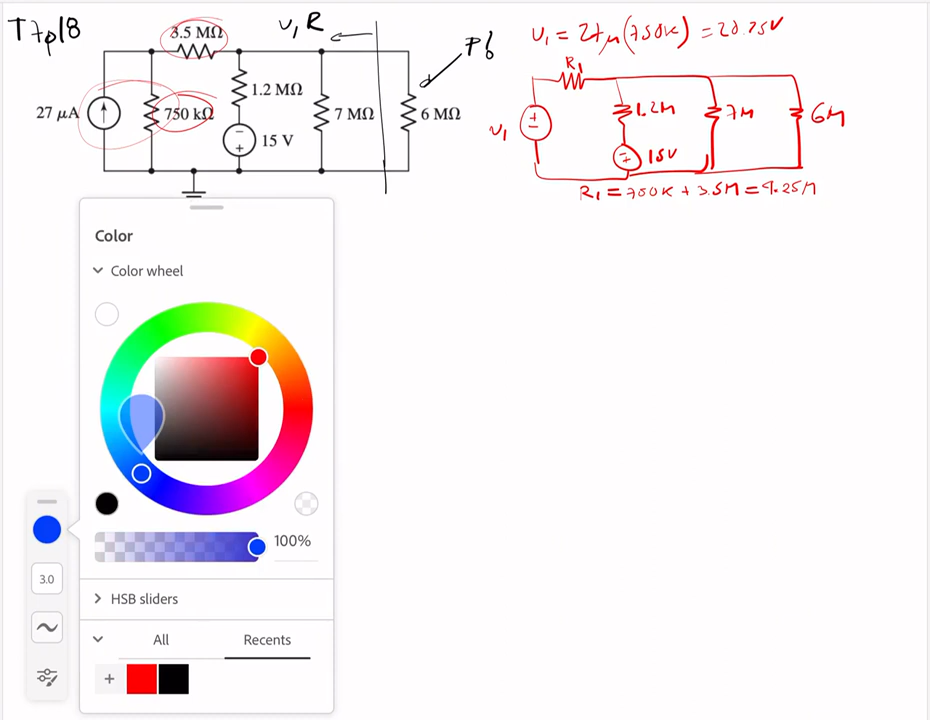 T7p18
3.5 MΩ
V, R
P6
27 μA
750 kΩ
1.2 MΩ
15 V
7 MΩ
6 MΩ
V₁ = 27μ(750K) = 20.25V
R₁
V₁
1.2M
15V
7M
6M
R₁ = 750K + 3.5M = 4.25M
Color
Color wheel
100%
HSB sliders
All
Recents
3.0